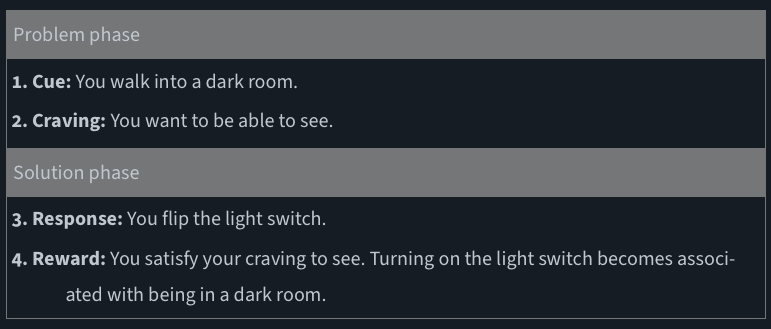 Problem phase
1. Cue: You walk into a dark room.
2. Craving: You want to be able to see.
Solution phase
3. Response: You flip the light switch.
4. Reward: You satisfy your craving to see. Turning on the light switch becomes associ-
ated with being in a dark room.